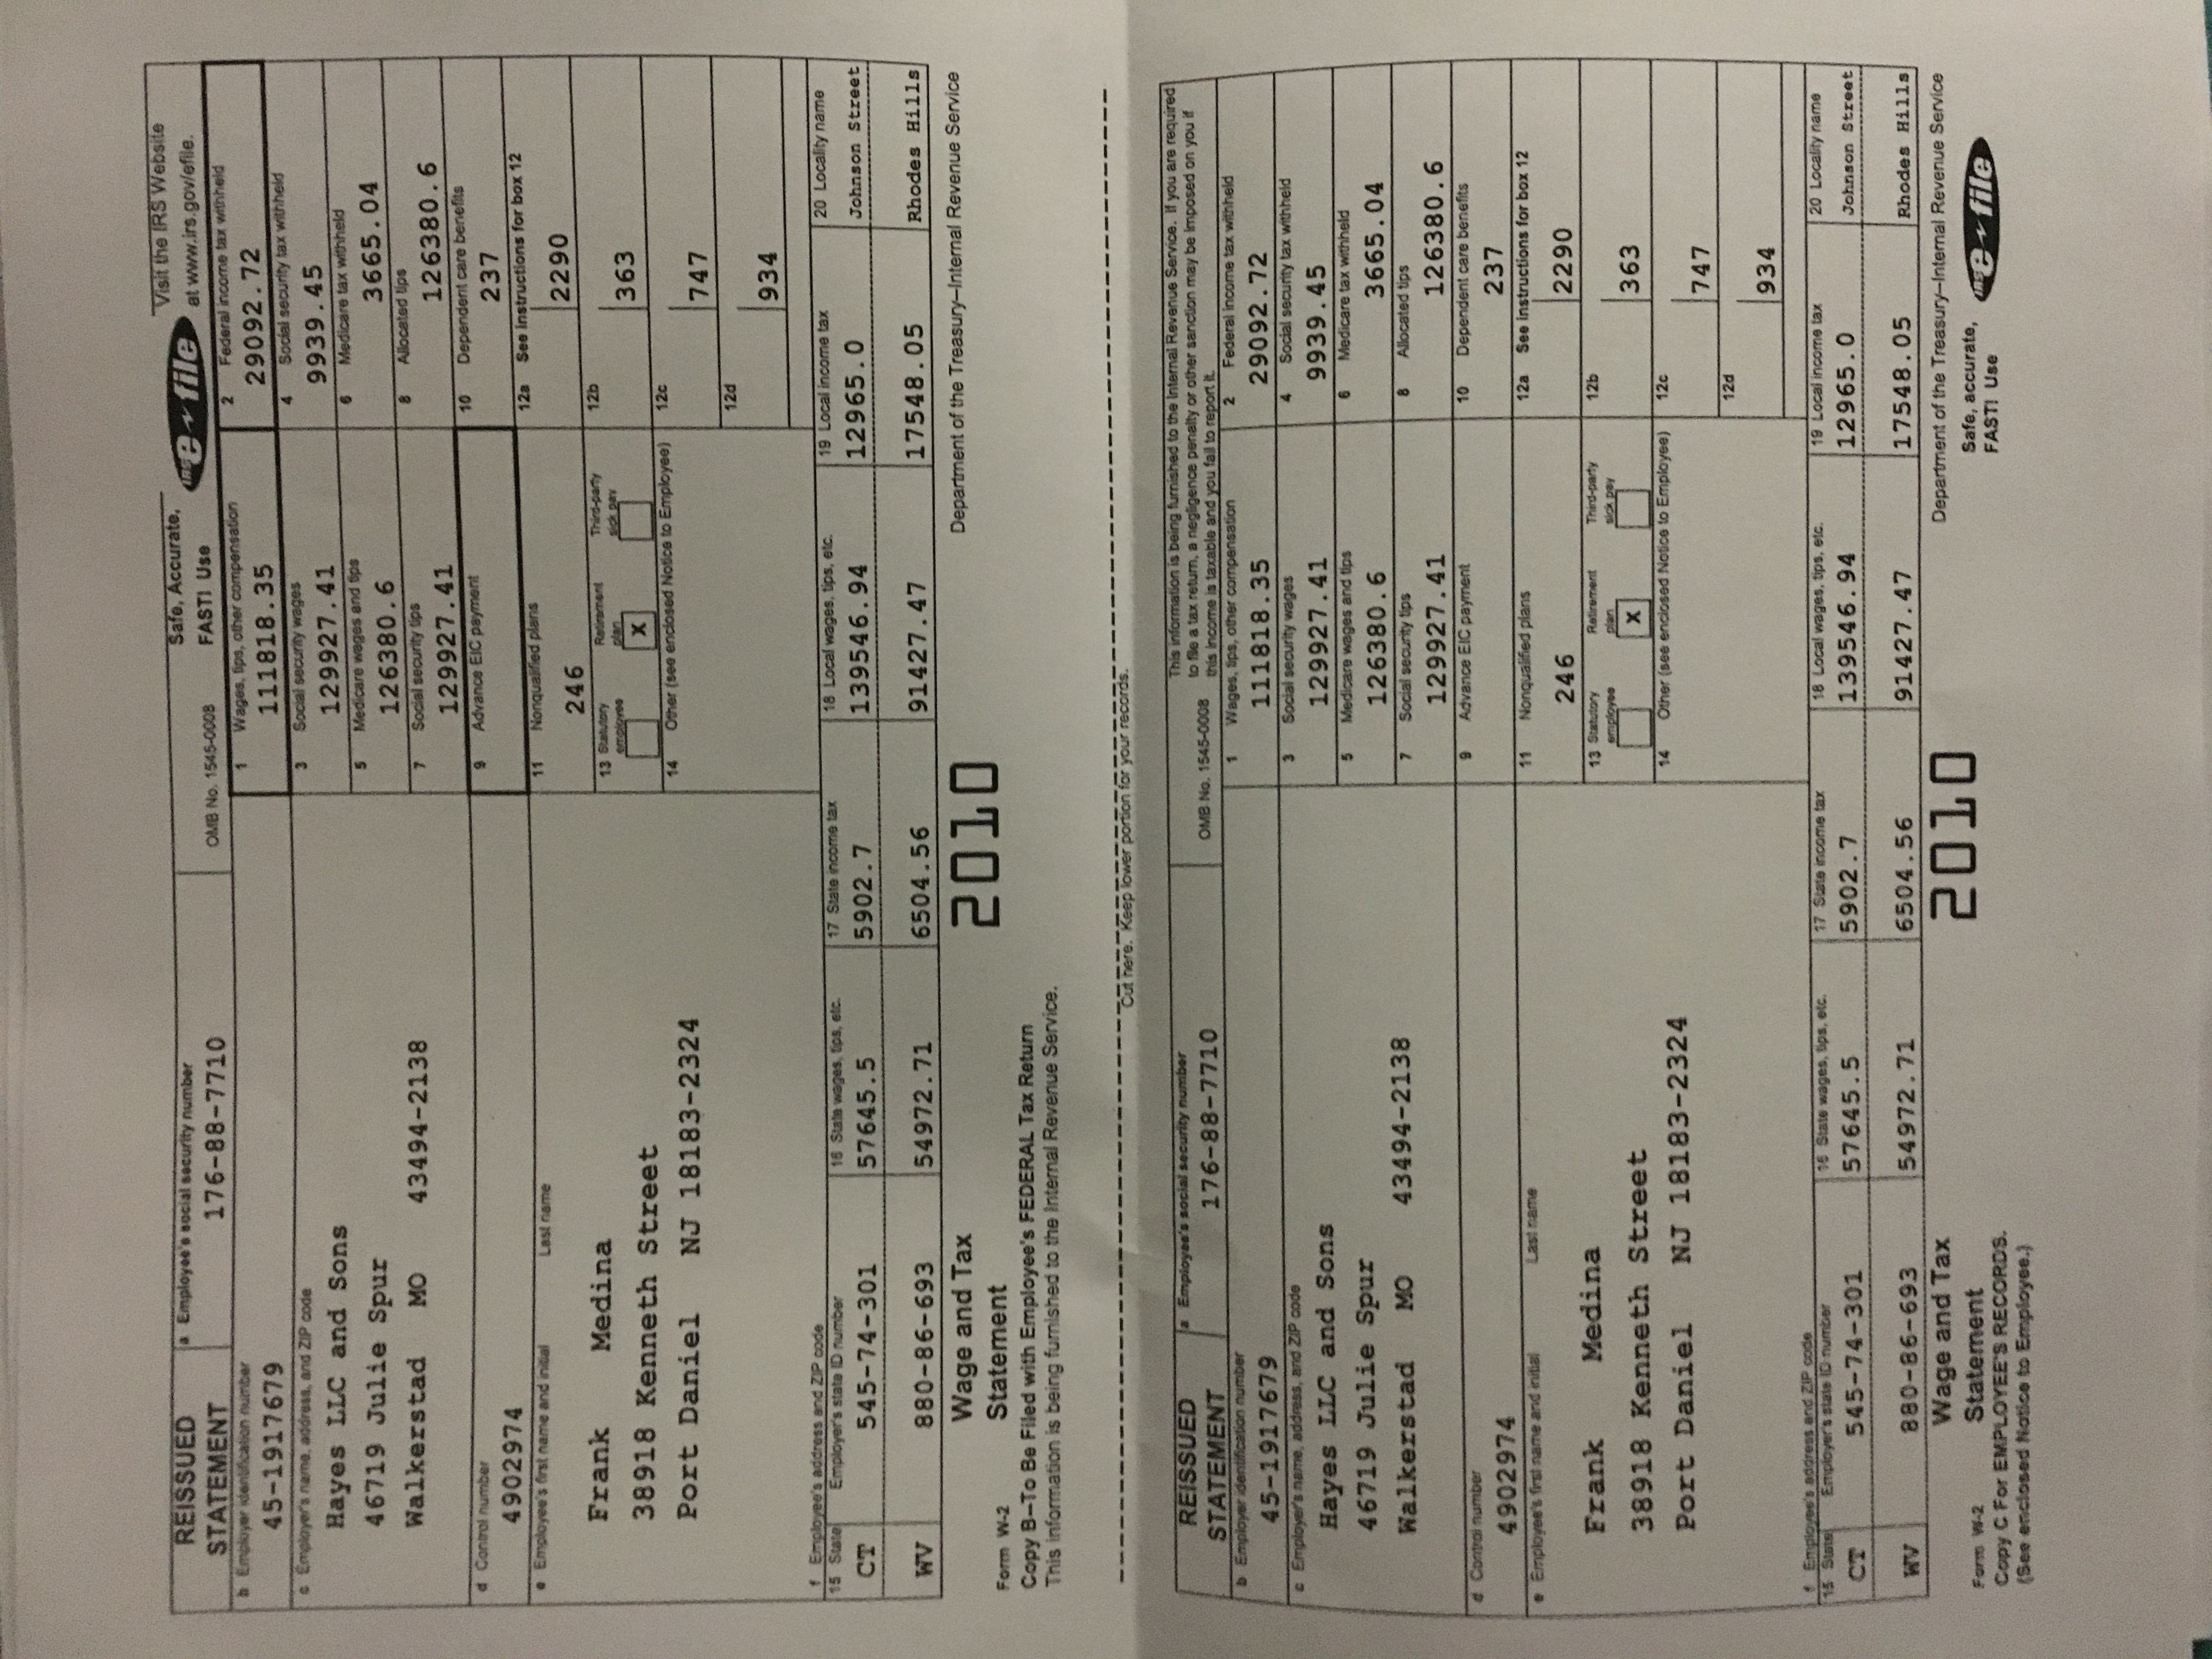 REISSUED STATEMENT
a Employee's social security number
176-88-7710
OMB No. 1545-0008
Safe, Accurate, FAST! Use
IRS e~file
Visit the IRS Website at www.irs.gov/efile.
b Employer identification number
45-1917679
1 Wages, tips, other compensation
111818.35
2 Federal income tax withheld
29092.72
c Employer's name, address, and ZIP code
Hayes LLC and Sons
46719 Julie Spur
Walkerstad MO 43494-2138
3 Social security wages
129927.41
4 Social security tax withheld
9939.45
5 Medicare wages and tips
126380.6
6 Medicare tax withheld
3665.04
7 Social security tips
129927.41
8 Allocated tips
126380.6
d Control number
4902974
9 Advance EIC payment
10 Dependent care benefits
237
e Employee's first name and initial Last name
Frank Medina
38918 Kenneth Street
Port Daniel NJ 18183-2324
11 Nonqualified plans
246
12a See instructions for box 12
2290
13 Statutory employee Retirement plan Third-party sick pay
X
12b
363
14 Other (see enclosed Notice to Employee)
12c
747
12d
934
f Employee's address and ZIP code
15 State Employer's state ID number 16 State wages, tips, etc. 17 State income tax 18 Local wages, tips, etc. 19 Local income tax 20 Locality name
CT 545-74-301 57645.5 5902.7 139546.94 12965.0 Johnson Street
WV 880-86-693 54972.71 6504.56 91427.47 17548.05 Rhodes Hills
Wage and Tax
Form W-2 Statement
2010
Department of the Treasury–Internal Revenue Service
Copy B–To Be Filed with Employee's FEDERAL Tax Return
This information is being furnished to the Internal Revenue Service.
Cut here. Keep lower portion for your records.
REISSUED STATEMENT
a Employee's social security number
176-88-7710
OMB No. 1545-0008
This information is being furnished to the Internal Revenue Service. If you are required
to file a tax return, a negligence penalty or other sanction may be imposed on you if
this income is taxable and you fail to report it.
b Employer identification number
45-1917679
1 Wages, tips, other compensation
111818.35
2 Federal income tax withheld
29092.72
c Employer's name, address, and ZIP code
Hayes LLC and Sons
46719 Julie Spur
Walkerstad MO 43494-2138
3 Social security wages
129927.41
4 Social security tax withheld
9939.45
5 Medicare wages and tips
126380.6
6 Medicare tax withheld
3665.04
7 Social security tips
129927.41
8 Allocated tips
126380.6
d Control number
4902974
9 Advance EIC payment
10 Dependent care benefits
237
e Employee's first name and initial Last name
Frank Medina
38918 Kenneth Street
Port Daniel NJ 18183-2324
11 Nonqualified plans
246
12a See instructions for box 12
2290
13 Statutory employee Retirement plan Third-party sick pay
X
12b
363
14 Other (see enclosed Notice to Employee)
12c
747
12d
934
f Employee's address and ZIP code
15 State Employer's state ID number 16 State wages, tips, etc. 17 State income tax 18 Local wages, tips, etc. 19 Local income tax 20 Locality name
CT 545-74-301 57645.5 5902.7 139546.94 12965.0 Johnson Street
WV 880-86-693 54972.71 6504.56 91427.47 17548.05 Rhodes Hills
Wage and Tax
Form W-2 Statement
2010
Department of the Treasury–Internal Revenue Service
Copy C For EMPLOYEE'S RECORDS.
(See enclosed Notice to Employee.)
Safe, accurate, FAST! Use
IRS e~file